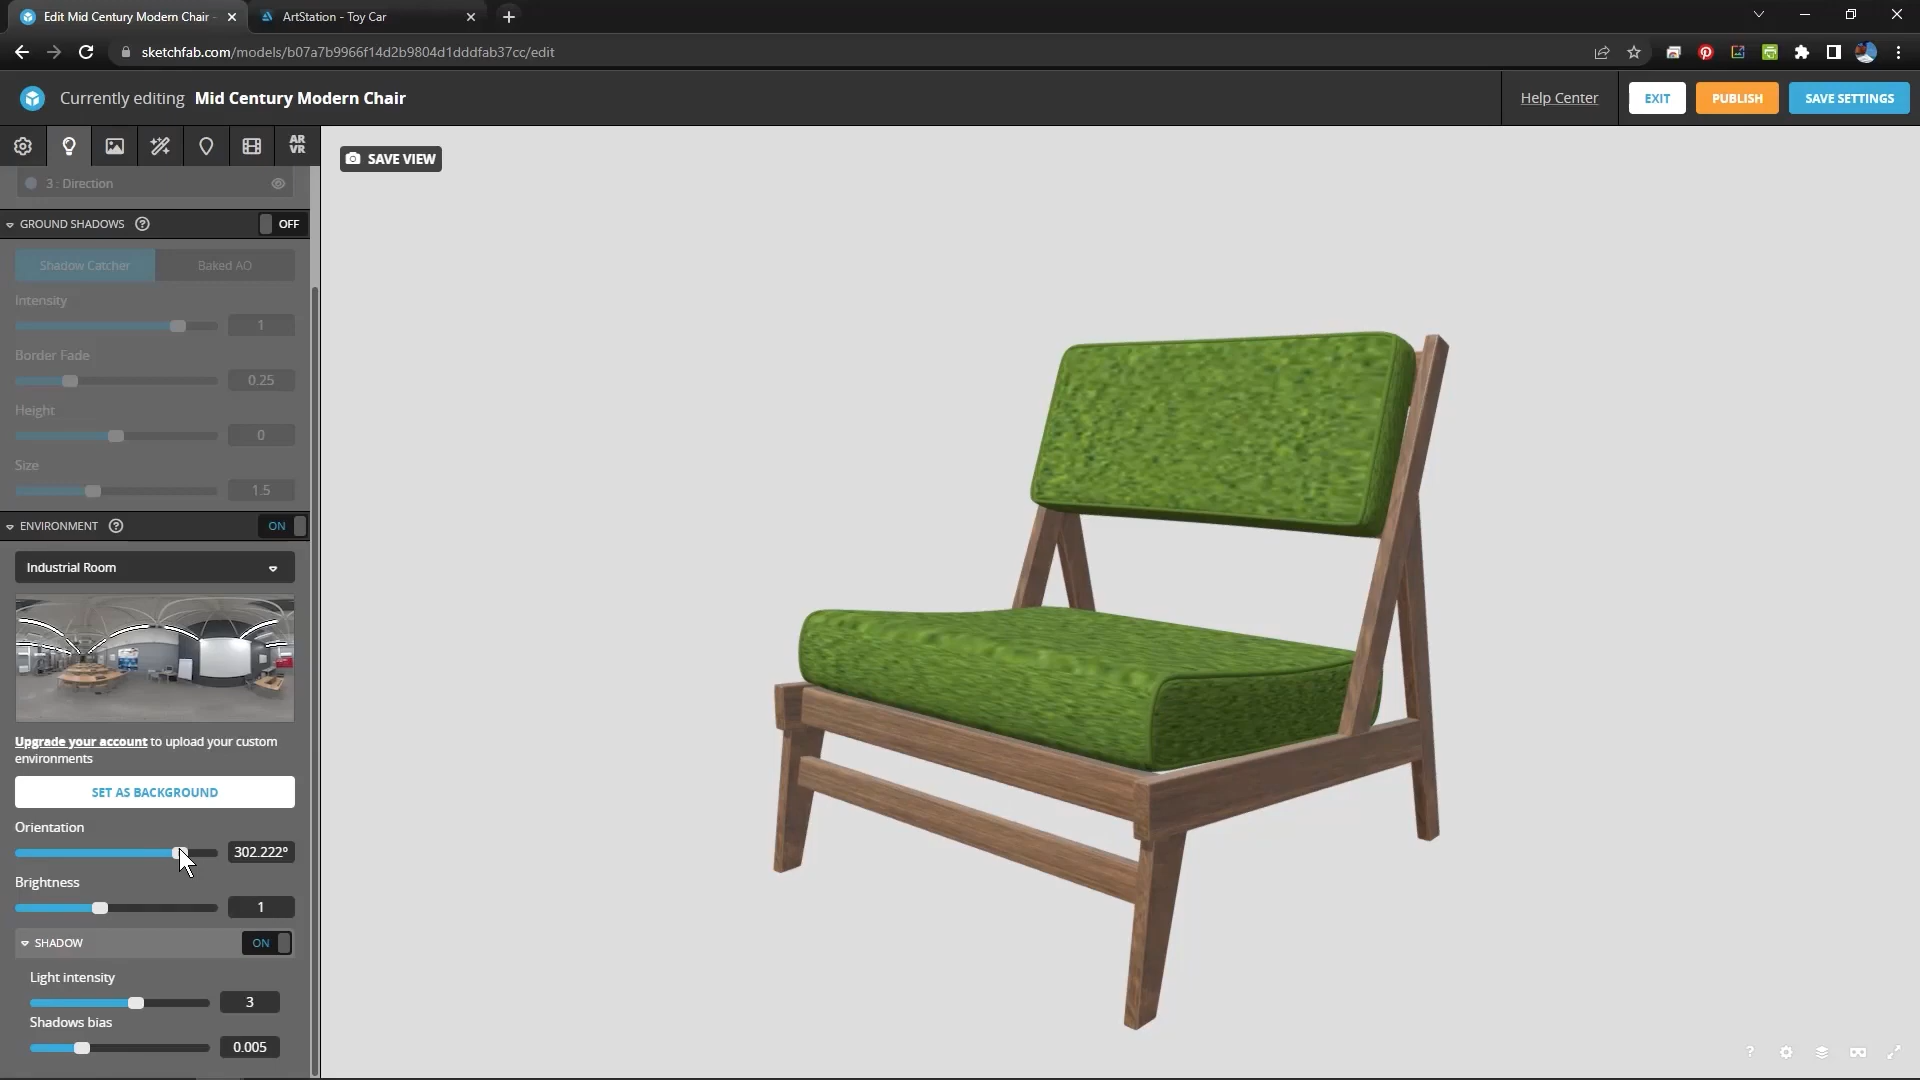 Edit Mid Century Modern Chair -
ArtStation - Toy Car
sketchfab.com/models/b07a7b9966f14d2b9804d1dddfab37cc/edit
Currently editing Mid Century Modern Chair
Help Center
EXIT
PUBLISH
SAVE SETTINGS
AR
VR
SAVE VIEW
3 : Direction
GROUND SHADOWS ?
OFF
Shadow Catcher
Baked AO
Intensity
1
Border Fade
0.25
Height
0
Size
1.5
ENVIRONMENT ?
ON
Industrial Room
Upgrade your account to upload your custom
environments
SET AS BACKGROUND
Orientation
302.222°
Brightness
1
SHADOW
ON
Light intensity
3
Shadows bias
0.005
?